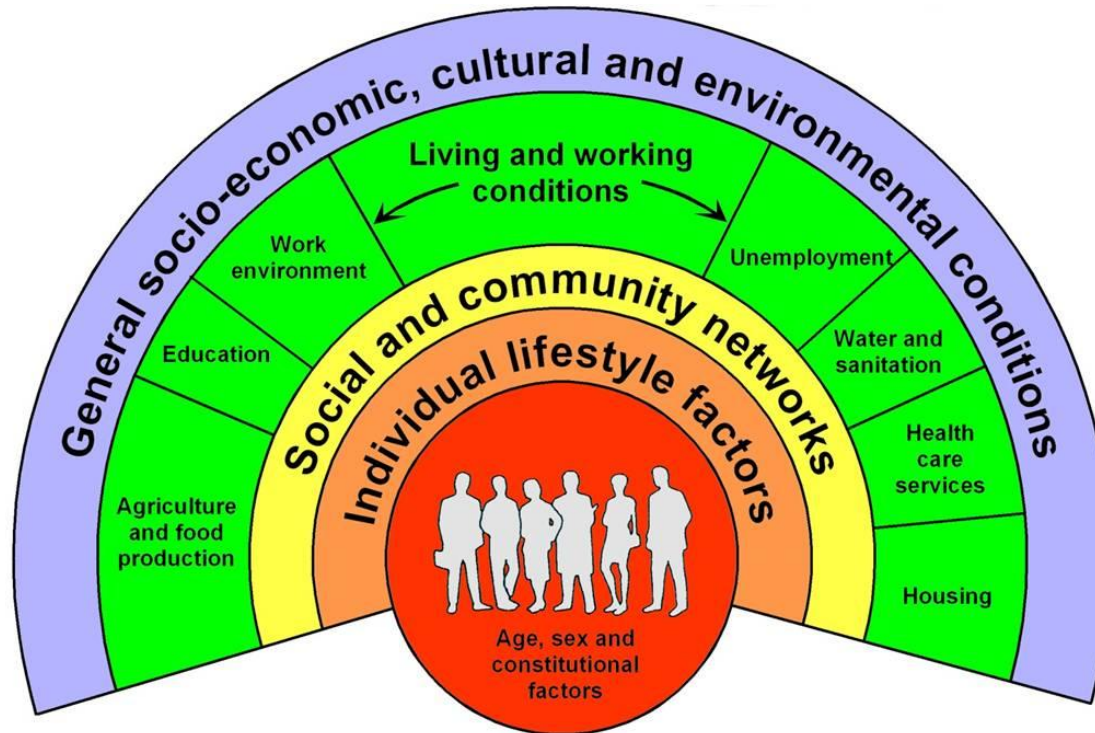 General socio-economic, cultural and environmental conditions
Living and working
conditions
Work
environment
Unemployment
Education
Water and
sanitation
Agriculture
and food
production
Health
care
services
Housing
Social and community networks
Individual lifestyle factors
Age, sex and
constitutional
factors